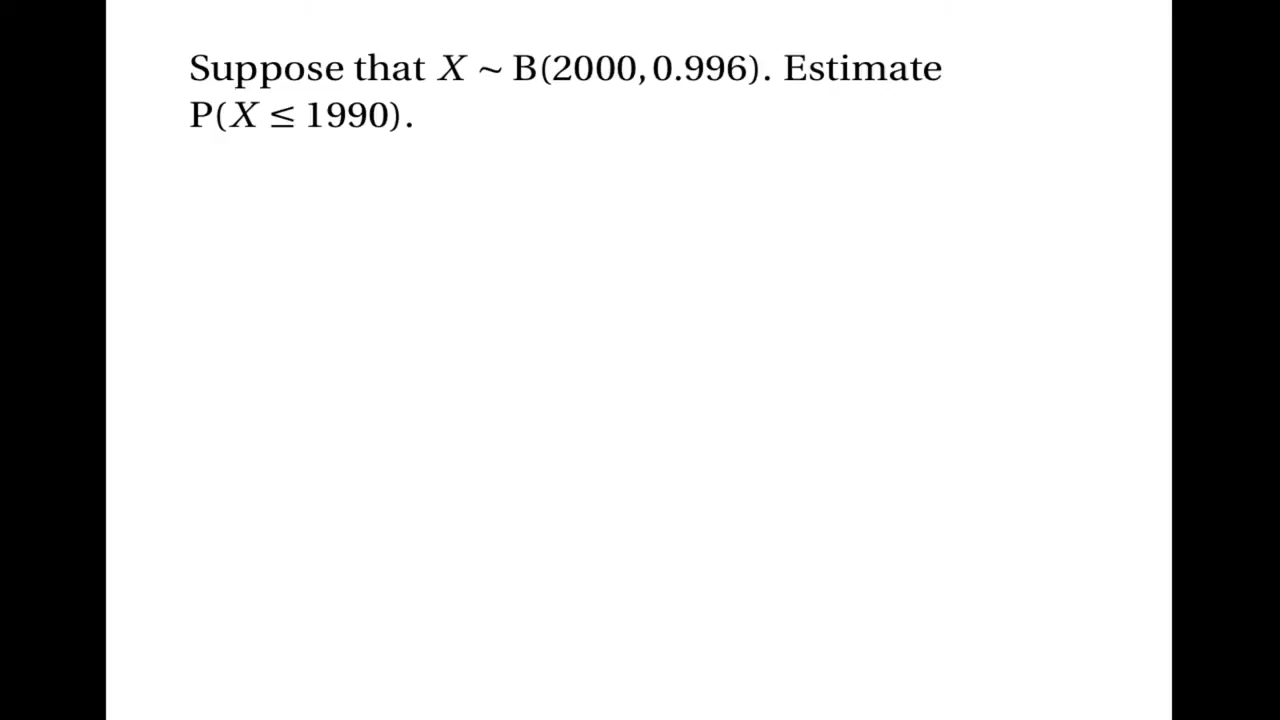 Suppose that X ∼ B(2000,0.996). Estimate
P(X ≤ 1990).